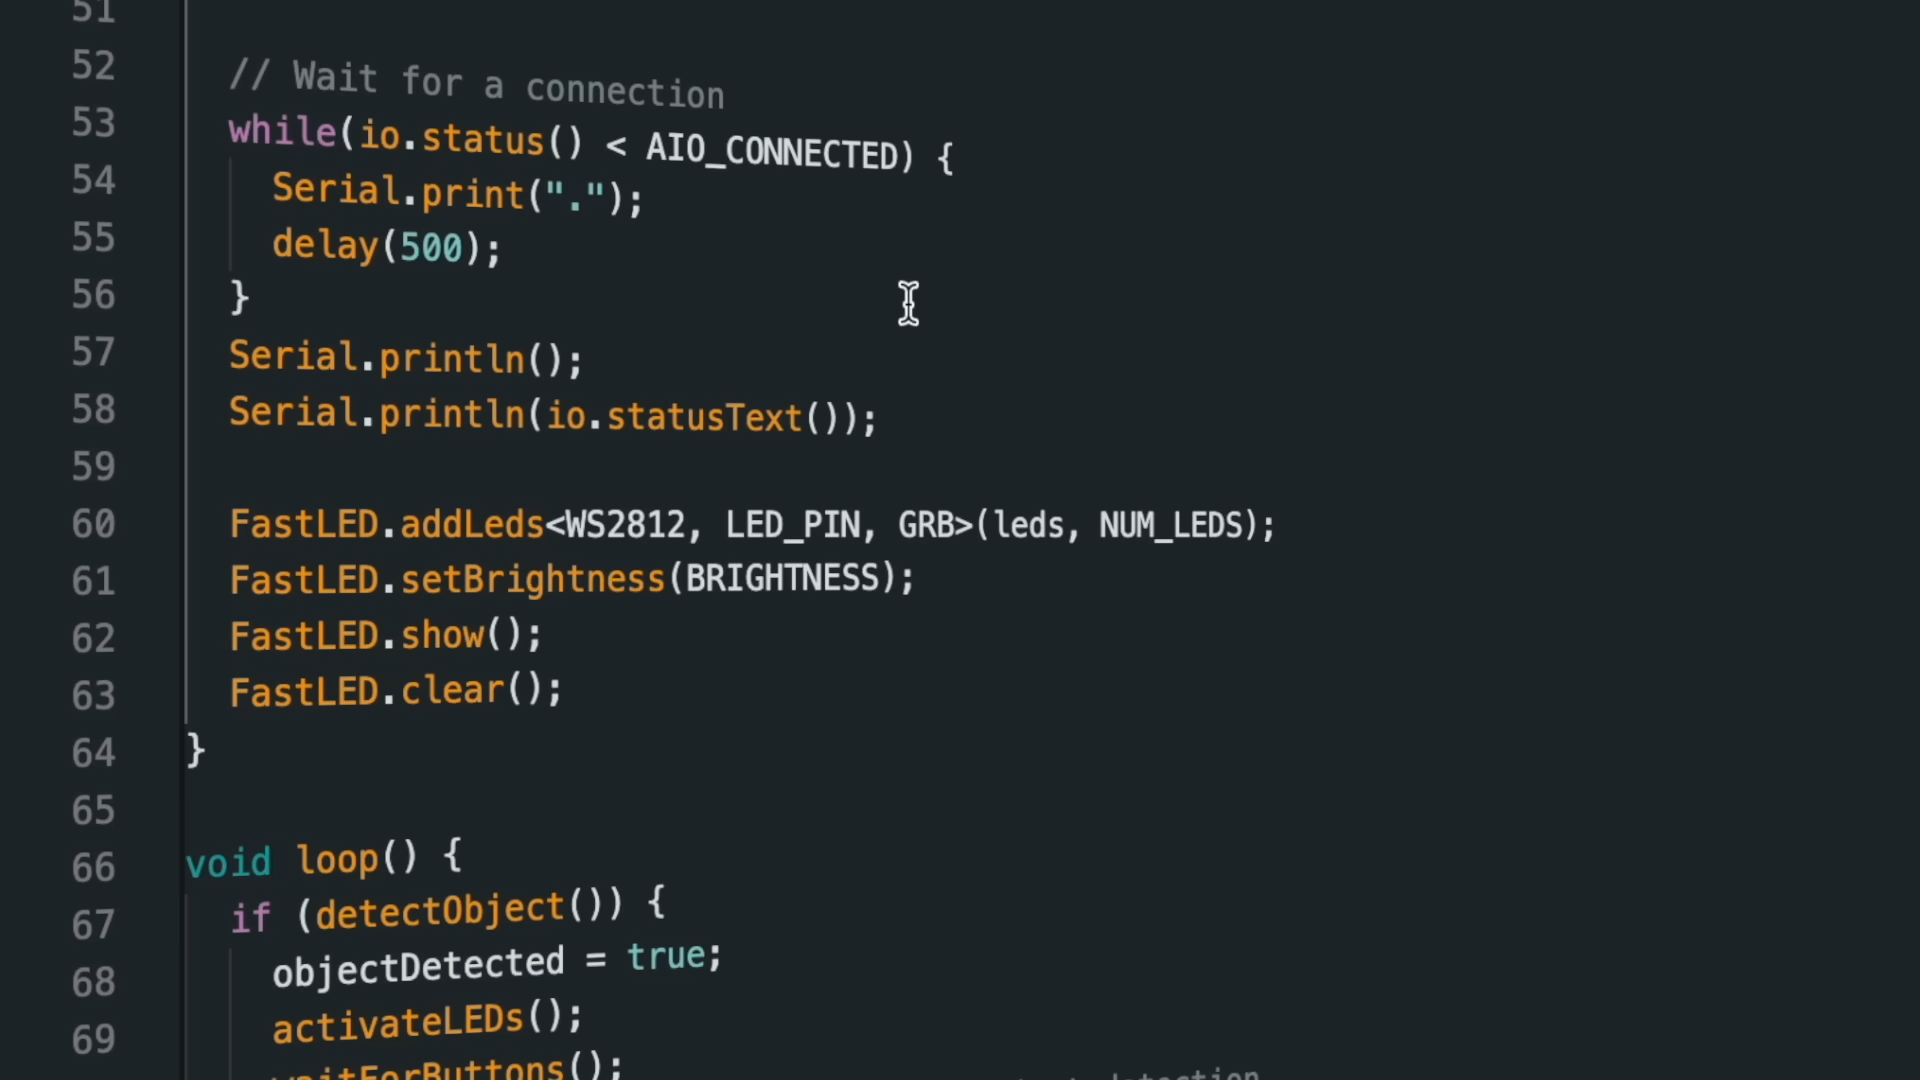 51
52 // Wait for a connection
53 while(io.status() < AIO_CONNECTED) {
54 Serial.print(".");
55 delay(500);
56 }
57 Serial.println();
58 Serial.println(io.statusText());
59
60 FastLED.addLeds<WS2812, LED_PIN, GRB>(leds, NUM_LEDS);
61 FastLED.setBrightness(BRIGHTNESS);
62 FastLED.show();
63 FastLED.clear();
64 }
65
66 void loop() {
67 if (detectObject()) {
68 objectDetected = true;
69 activateLEDs();
waitForButtons(); detection